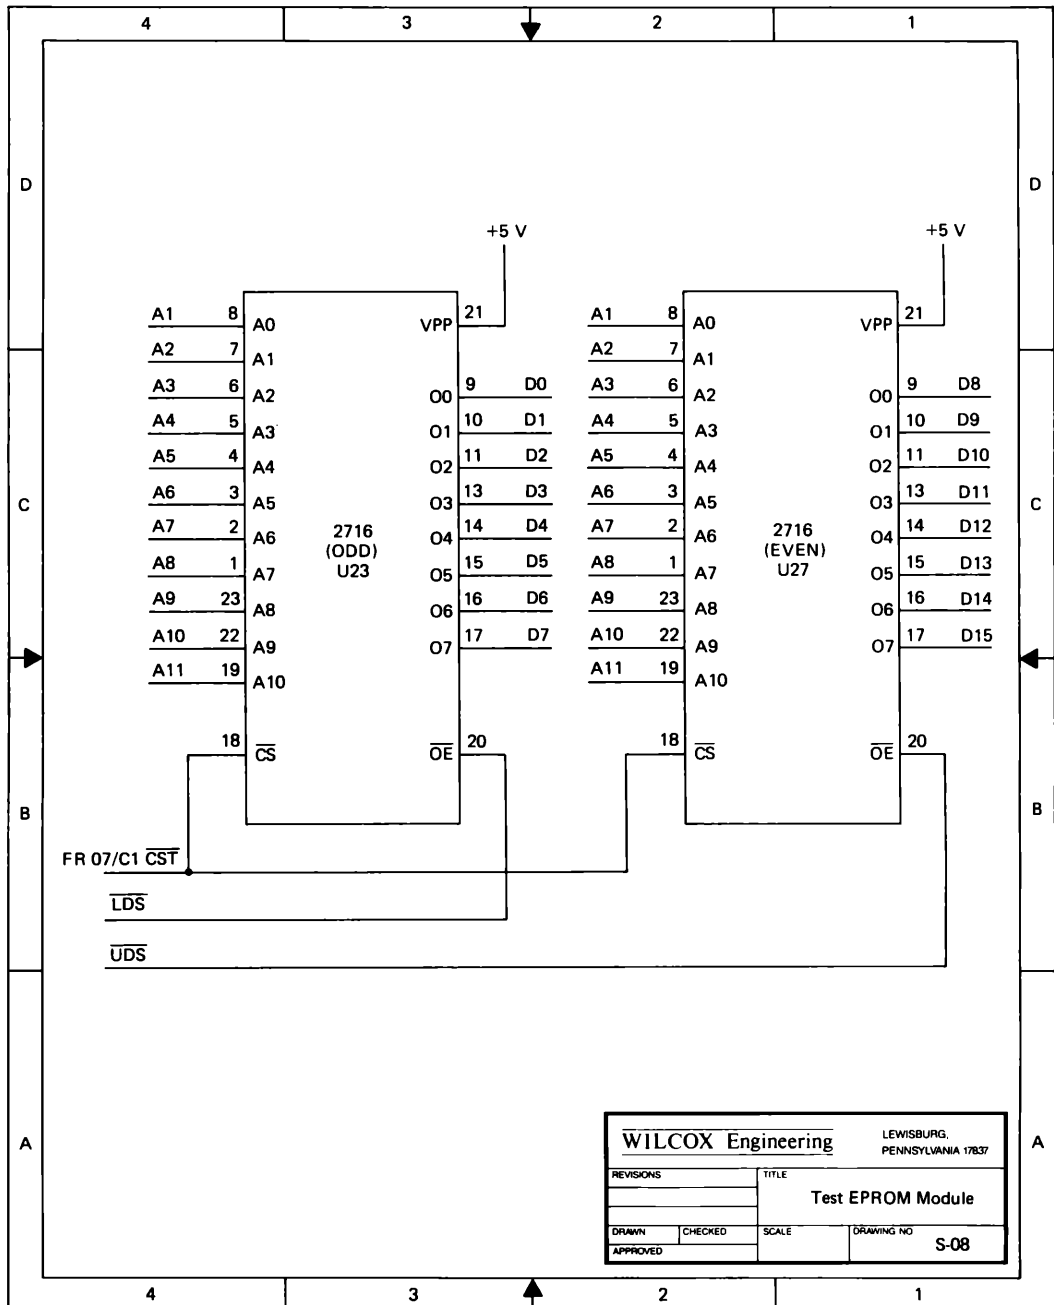 4 3 2 1
D D
+5 V +5 V
A1 8 A0 VPP 21 A1 8 A0 VPP 21
A2 7 A1 A2 7 A1
A3 6 A2 O0 9 D0 A3 6 A2 O0 9 D8
A4 5 A3 O1 10 D1 A4 5 A3 O1 10 D9
A5 4 A4 O2 11 D2 A5 4 A4 O2 11 D10
C A6 3 A5 O3 13 D3 A6 3 A5 O3 13 D11 C
A7 2 A6 O4 14 D4 A7 2 A6 O4 14 D12
2716 2716
(ODD) (EVEN)
U23 U27
A8 1 A7 O5 15 D5 A8 1 A7 O5 15 D13
A9 23 A8 O6 16 D6 A9 23 A8 O6 16 D14
A10 22 A9 O7 17 D7 A10 22 A9 O7 17 D15
A11 19 A10 A11 19 A10
18 C̅S̅ O̅E̅ 20 18 C̅S̅ O̅E̅ 20
B B
FR 07/C1 C̅S̅T̅
L̅D̅S̅
U̅D̅S̅
A A
WILCOX Engineering
LEWISBURG,
PENNSYLVANIA 17837
REVISIONS
TITLE
Test EPROM Module
DRAWN CHECKED SCALE DRAWING NO
S-08
APPROVED
4 3 2 1